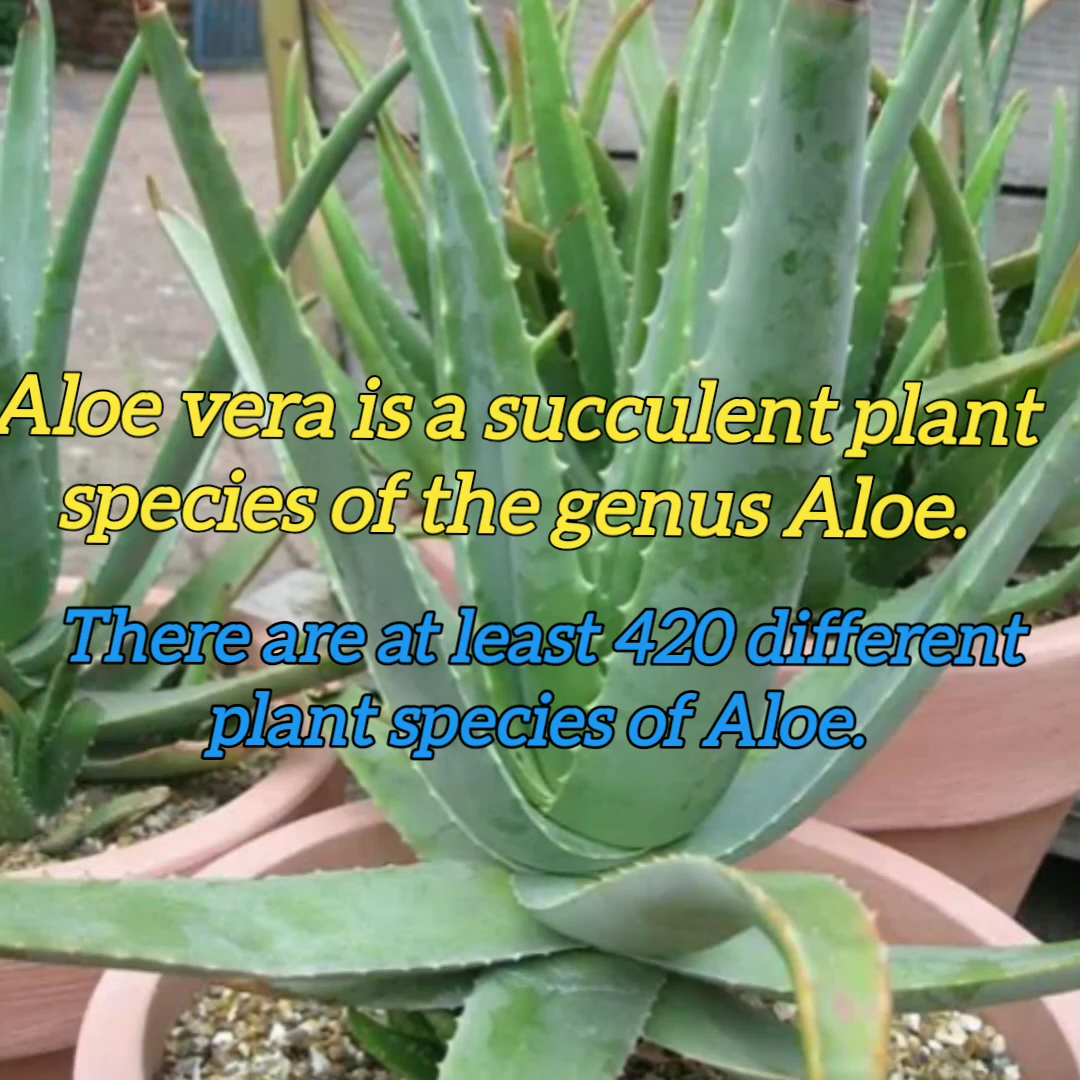 Aloe vera is a succulent plant
species of the genus Aloe.
There are at least 420 different
plant species of Aloe.